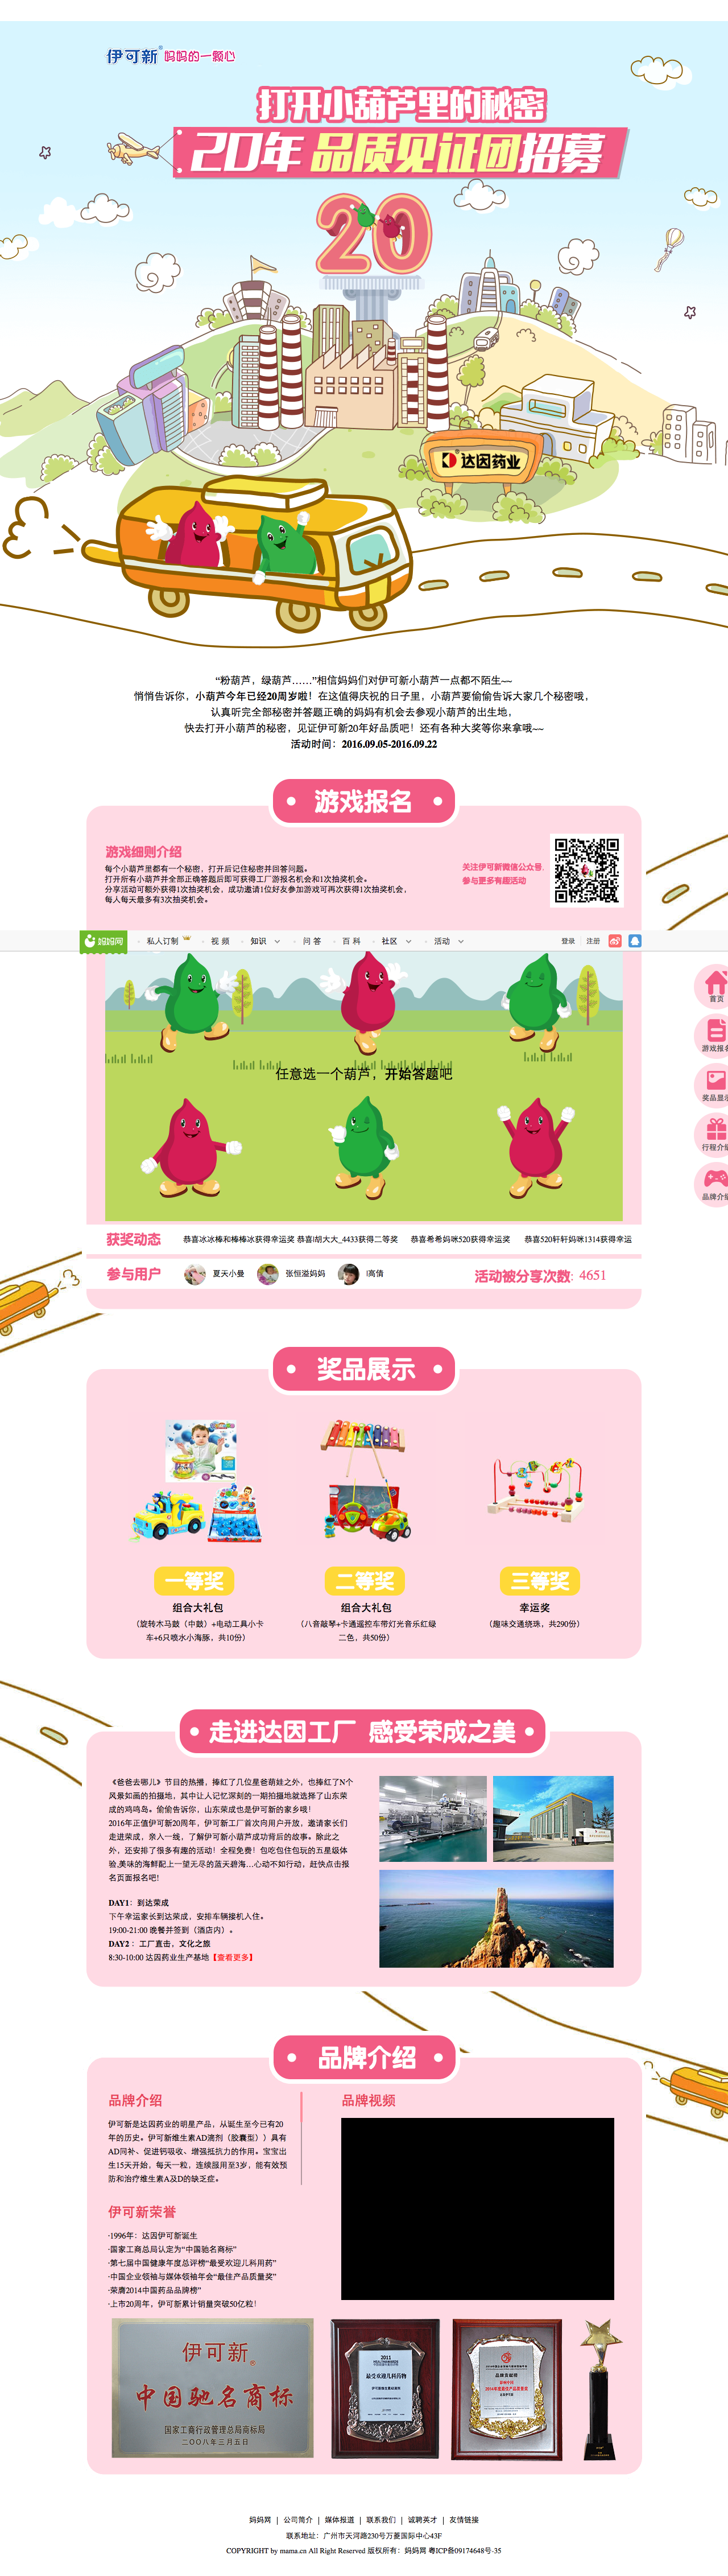 伊可新® 妈妈的一颗心
打开小葫芦里的秘密
20年 品质见证团招募
20
达因药业
“粉葫芦，绿葫芦……”相信妈妈们对伊可新小葫芦一点都不陌生~~
悄悄告诉你，小葫芦今年已经20周岁啦！在这值得庆祝的日子里，小葫芦要偷偷告诉大家几个秘密哦，
认真听完全部秘密并答题正确的妈妈有机会去参观小葫芦的出生地，
快去打开小葫芦的秘密，见证伊可新20年好品质吧！还有各种大奖等你来拿哦~~
活动时间：2016.09.05-2016.09.22
游戏报名
游戏细则介绍
每个小葫芦里都有一个秘密，打开后记住秘密并回答问题。
打开所有小葫芦并全部正确答题后即可获得工厂游报名机会和1次抽奖机会。
分享活动可额外获得1次抽奖机会，成功邀请1位好友参加游戏可再次获得1次抽奖机会，
每人每天最多有3次抽奖机会。
关注伊可新微信公众号，
参与更多有趣活动
妈妈网 私人订制 视 频 知识 问 答 百 科 社区 活动 登录 注册
首页
游戏报名
奖品显示
行程介绍
品牌介绍
任意选一个葫芦，开始答题吧
获奖动态 恭喜冰冰棒和棒棒冰获得幸运奖 恭喜l胡大大_4433获得二等奖 恭喜希希妈咪520获得幸运奖 恭喜520轩轩妈咪1314获得幸运
参与用户 夏天小曼 张恒溢妈妈 l高倩 活动被分享次数: 4651
奖品展示
一等奖 二等奖 三等奖
组合大礼包 组合大礼包 幸运奖
（旋转木马鼓（中鼓）+电动工具小卡
车+6只喷水小海豚，共10份）
（八音敲琴+卡通遥控车带灯光音乐红绿
二色，共50份）
（趣味交通绕珠，共290份）
走进达因工厂 感受荣成之美
《爸爸去哪儿》节目的热播，捧红了几位星爸萌娃之外，也捧红了N个
风景如画的拍摄地，其中让人记忆深刻的一期拍摄地就选择了山东荣
成的鸡鸣岛。偷偷告诉你，山东荣成也是伊可新的家乡哦！
2016年正值伊可新20周年，伊可新工厂首次向用户开放，邀请家长们
走进荣成，亲入一线，了解伊可新小葫芦成功背后的故事。除此之
外，还安排了很多有趣的活动！全程免费！包吃包住包玩的五星级体
验,美味的海鲜配上一望无尽的蓝天碧海...心动不如行动，赶快点击报
名页面报名吧!
DAY1：到达荣成
下午幸运家长到达荣成，安排车辆接机入住。
19:00-21:00 晚餐并签到（酒店内）。
DAY2 ：工厂直击，文化之旅
8:30-10:00 达因药业生产基地【查看更多】
品牌介绍
品牌介绍
伊可新是达因药业的明星产品，从诞生至今已有20
年的历史。伊可新维生素AD滴剂（胶囊型））具有
AD同补、促进钙吸收、增强抵抗力的作用。宝宝出
生15天开始，每天一粒，连续服用至3岁，能有效预
防和治疗维生素A及D的缺乏症。
品牌视频
伊可新荣誉
·1996年：达因伊可新诞生
·国家工商总局认定为“中国驰名商标”
·第七届中国健康年度总评榜“最受欢迎儿科用药”
·中国企业领袖与媒体领袖年会“最佳产品质量奖”
·荣膺2014中国药品品牌榜”
·上市20周年，伊可新累计销量突破50亿粒！
伊可新®
中国驰名商标
国家工商行政管理总局商标局
二〇〇八年三月五日
2011
最受欢迎儿科药物
妈妈网 | 公司简介 | 媒体报道 | 联系我们 | 诚聘英才 | 友情链接
联系地址：广州市天河路230号万菱国际中心43F
COPYRIGHT by mama.cn All Right Reserved 版权所有：妈妈网 粤ICP备09174648号-35